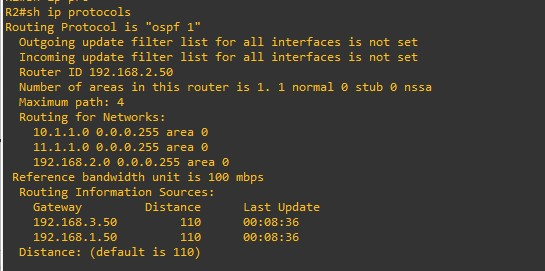 R2#sh ip protocols
Routing Protocol is "ospf 1"
Outgoing update filter list for all interfaces is not set
Incoming update filter list for all interfaces is not set
Router ID 192.168.2.50
Number of areas in this router is 1. 1 normal 0 stub 0 nssa
Maximum path: 4
Routing for Networks:
10.1.1.0 0.0.0.255 area 0
11.1.1.0 0.0.0.255 area 0
192.168.2.0 0.0.0.255 area 0
Reference bandwidth unit is 100 mbps
Routing Information Sources:
Gateway Distance Last Update
192.168.3.50 110 00:08:36
192.168.1.50 110 00:08:36
Distance: (default is 110)